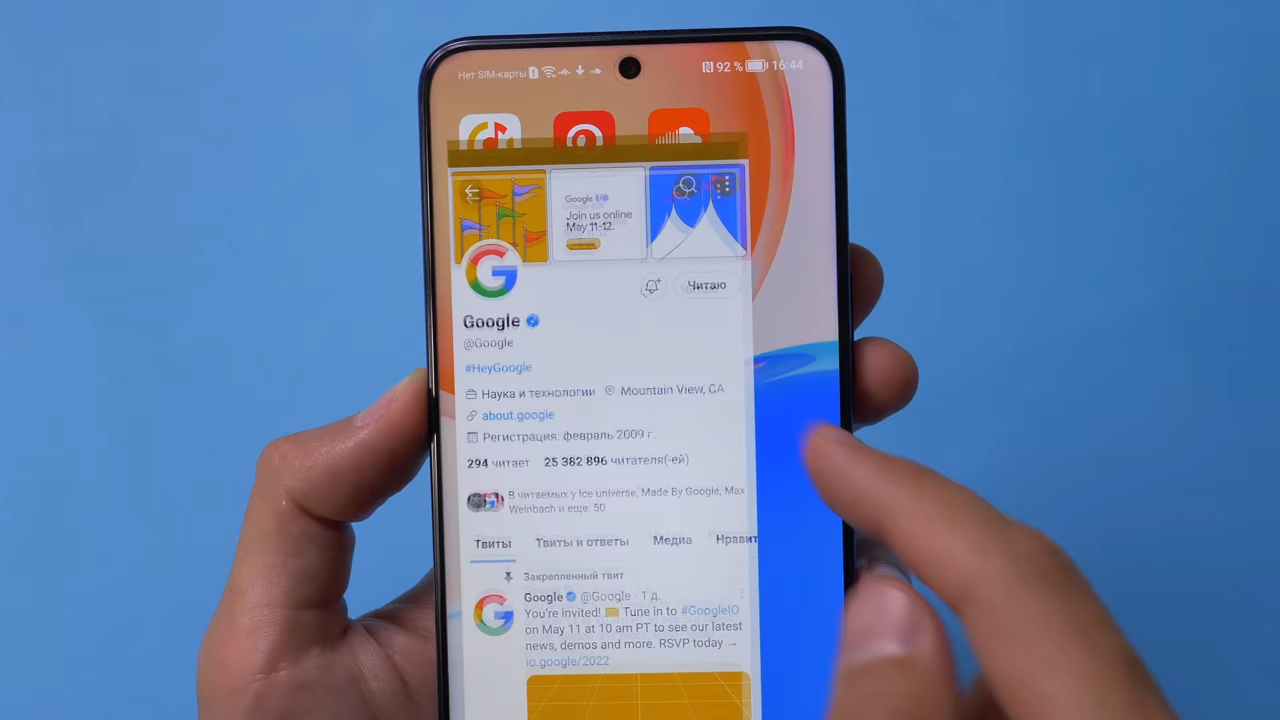 Нет SIM-карты
92 % 16:44
Google I/O
Join us online
May 11-12.
Читаю
Google
@Google
#HeyGoogle
Наука и технологии Mountain View, CA
about.google
Регистрация: февраль 2009 г.
294 читает 25 382 896 читателя(-ей)
В читаемых у Ice universe, Made By Google, Max
Weinbach и еще: 50
Твиты Твиты и ответы Медиа Нравит
Закрепленный твит
Google @Google · 1 д.
You're invited! Tune in to #GoogleIO
on May 11 at 10 am PT to see our latest
news, demos and more. RSVP today →
io.google/2022